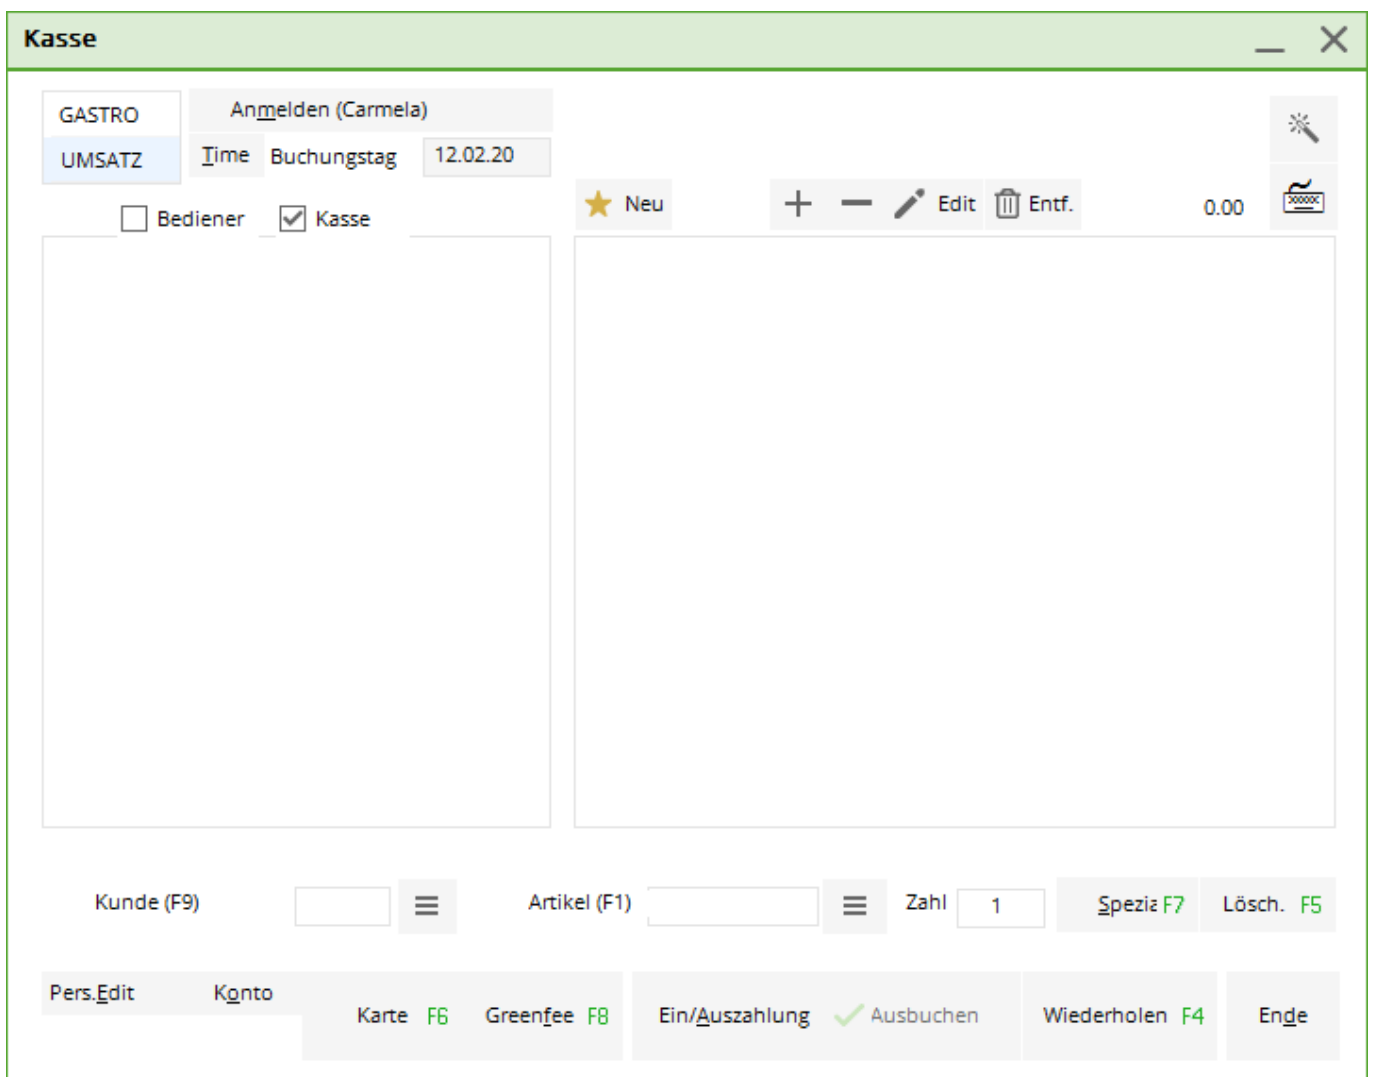 Kasse
GASTRO
Anmelden (Carmela)
UMSATZ
Time Buchungstag 12.02.20
Bediener Kasse
Neu Edit Entf. 0.00
Kunde (F9) Artikel (F1) Zahl 1 Spezia F7 Lösch. F5
Pers.Edit Konto
Karte F6 Greenfee F8 Ein/Auszahlung Ausbuchen Wiederholen F4 Ende